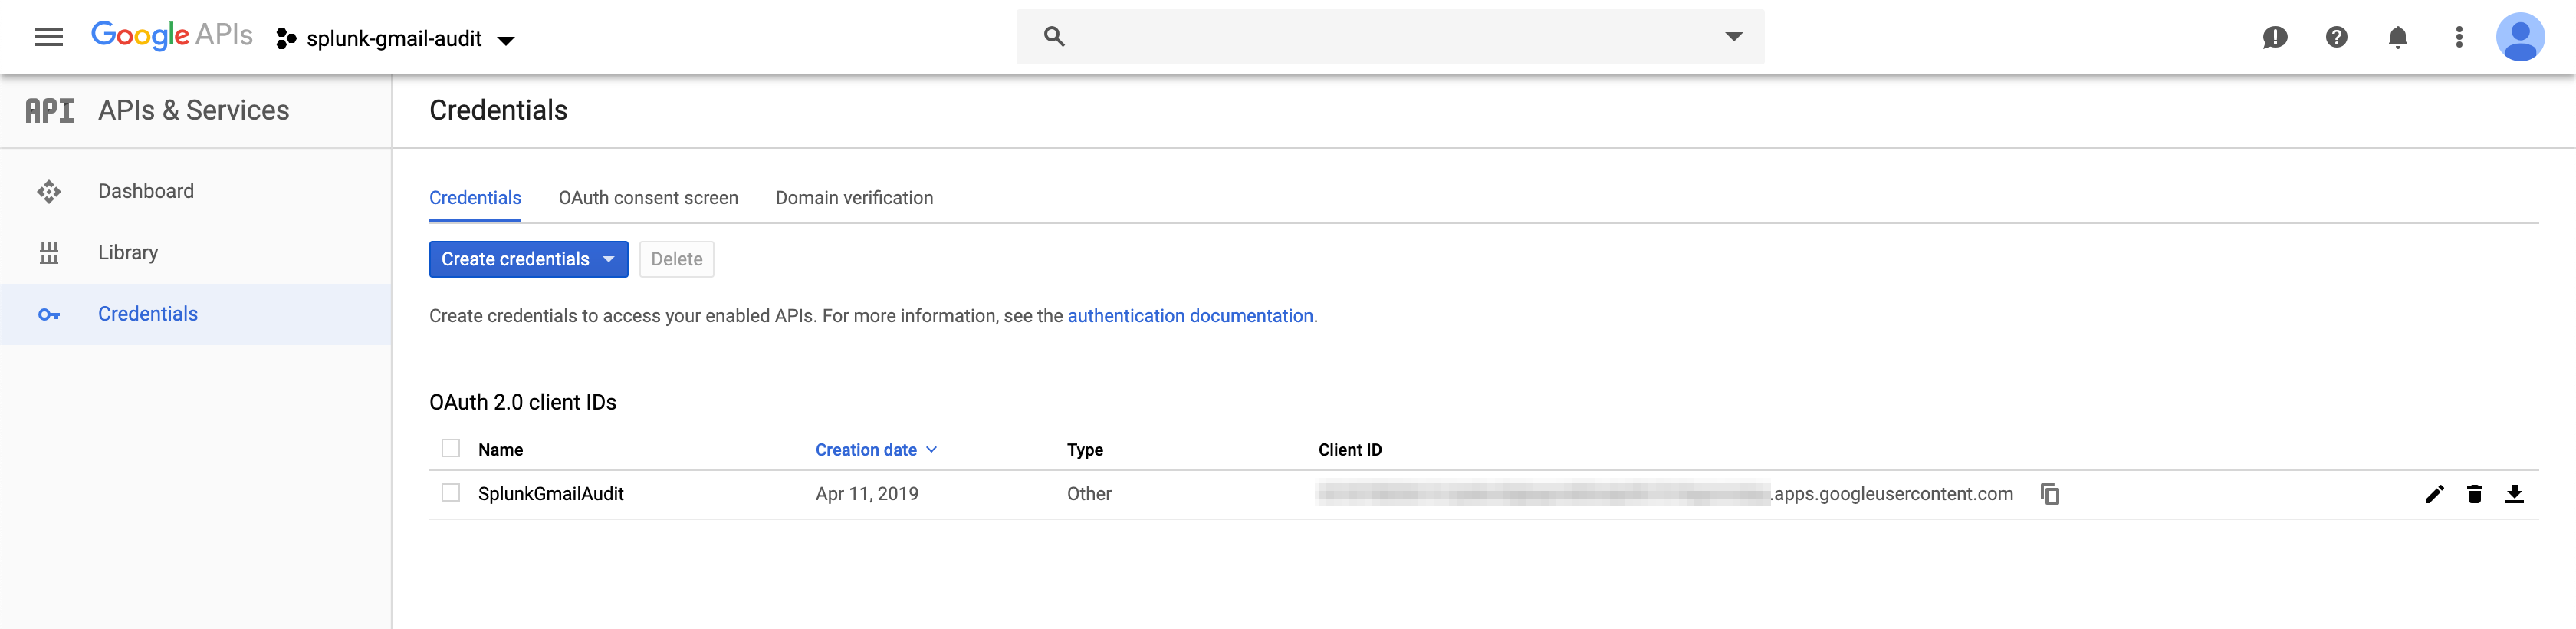 Google APIs splunk-gmail-audit
API APIs & Services
Credentials
Dashboard
Library
Credentials
Credentials OAuth consent screen Domain verification
Create credentials Delete
Create credentials to access your enabled APIs. For more information, see the authentication documentation.
OAuth 2.0 client IDs
Name Creation date Type Client ID
SplunkGmailAudit Apr 11, 2019 Other .apps.googleusercontent.com